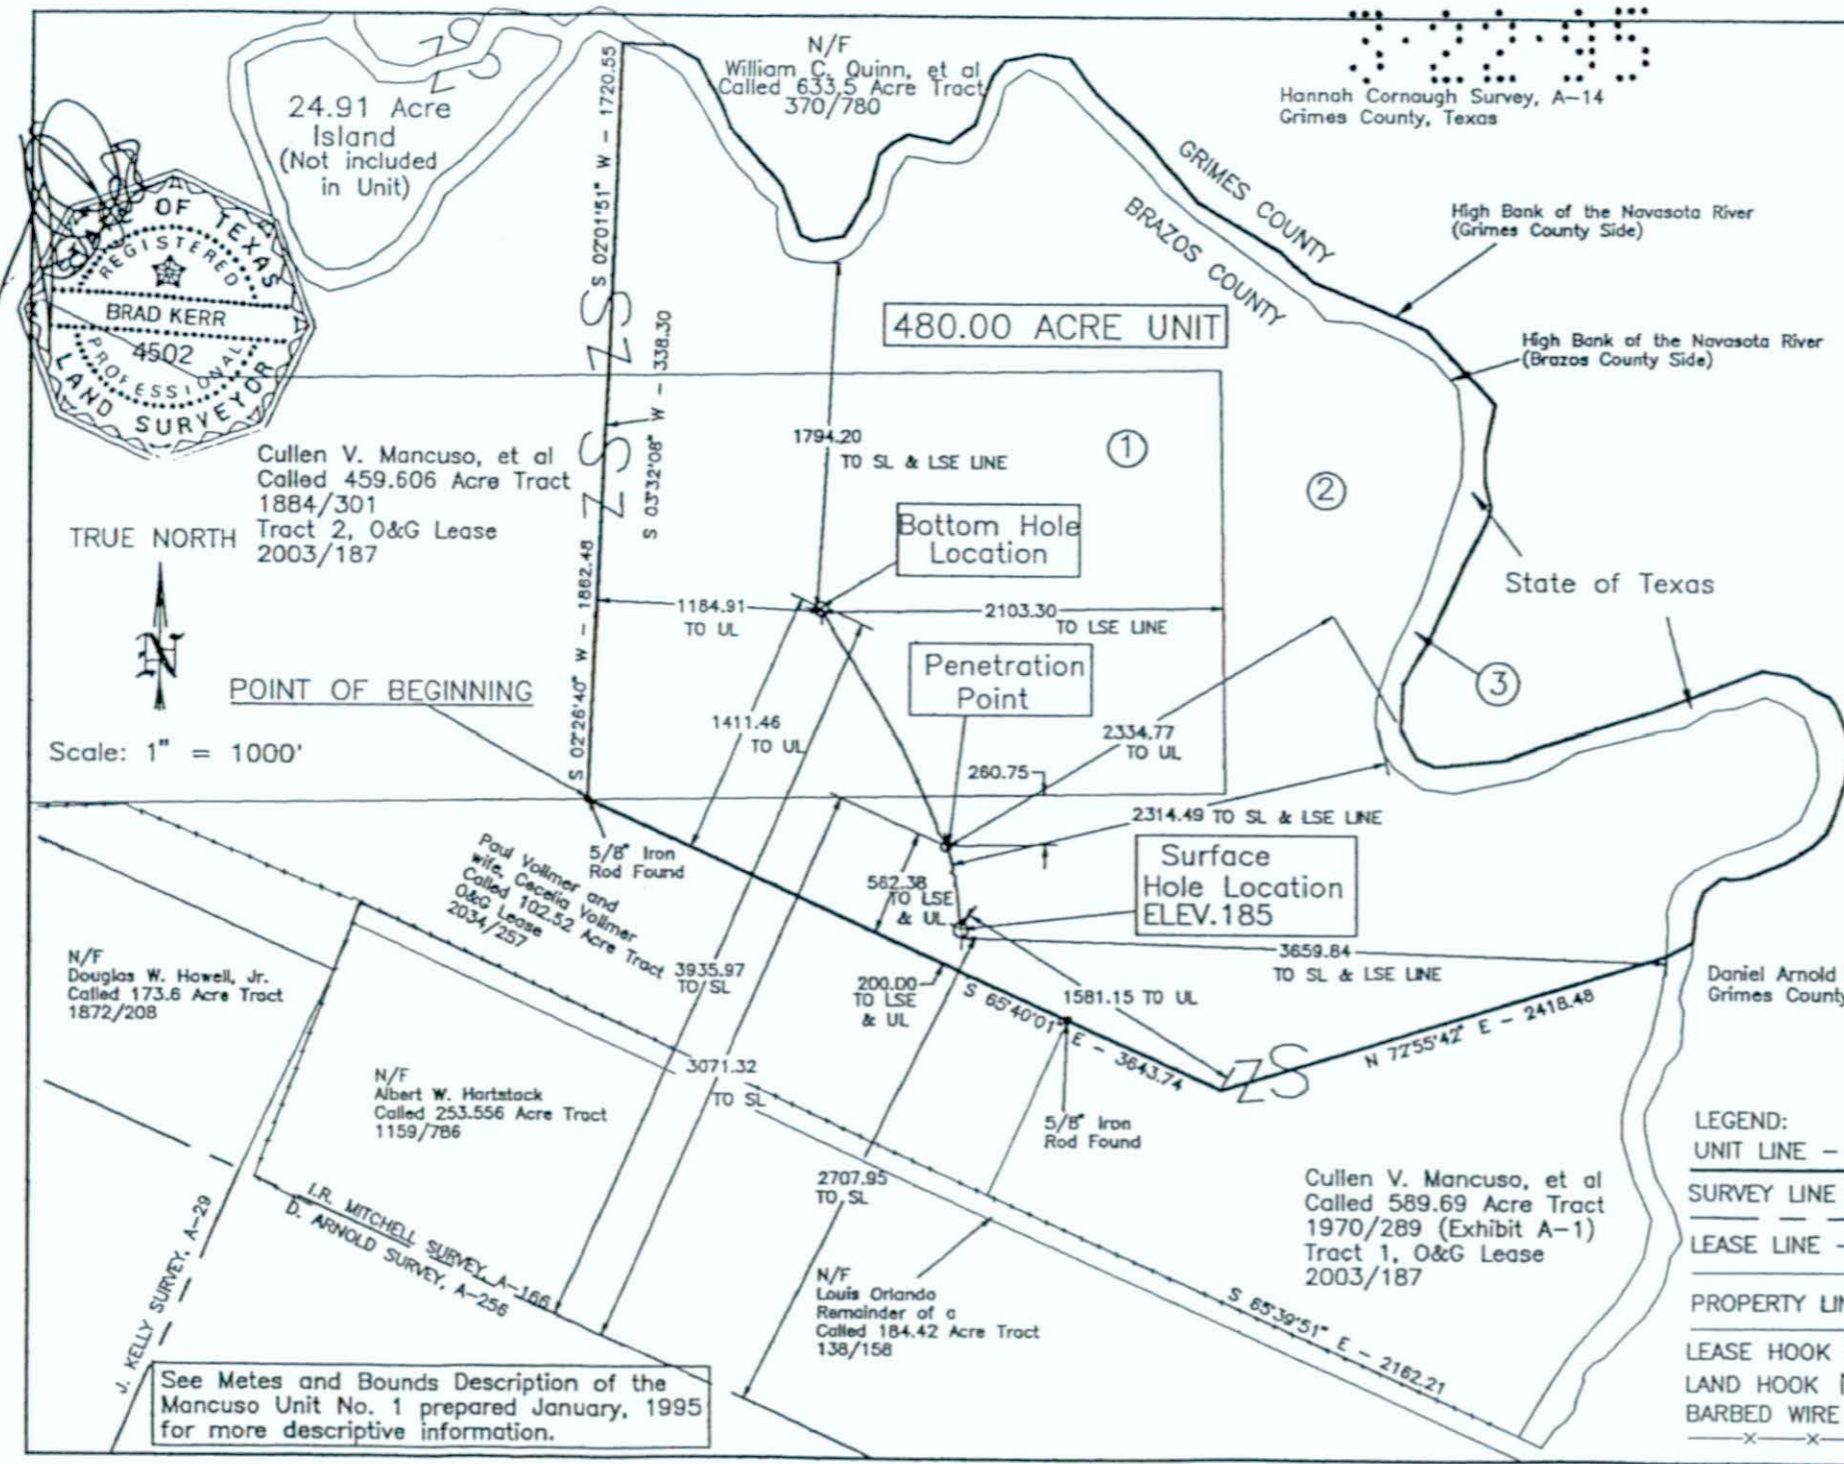 3-22-95
Hannah Cornaugh Survey, A-14
Grimes County, Texas
N/F
William C. Quinn, et al
Called 633.5 Acre Tract
370/780
24.91 Acre
Island
(Not included
in Unit)
STATE OF TEXAS
REGISTERED
BRAD KERR
4502
PROFESSIONAL
LAND SURVEYOR
S 02°01'51" W - 1720.55
S 03°32'08" W - 338.30
S 02°26'40" W - 1862.48
GRIMES COUNTY
BRAZOS COUNTY
High Bank of the Navasota River
(Grimes County Side)
High Bank of the Navasota River
(Brazos County Side)
480.00 ACRE UNIT
1794.20
TO SL & LSE LINE
1
2
3
Cullen V. Mancuso, et al
Called 459.606 Acre Tract
1884/301
Tract 2, O&G Lease
2003/187
TRUE NORTH
N
Scale: 1" = 1000'
POINT OF BEGINNING
Bottom Hole
Location
1184.91
TO UL
2103.30
TO LSE LINE
State of Texas
Penetration
Point
1411.46
TO UL
2334.77
TO UL
260.75
2314.49 TO SL & LSE LINE
5/8" Iron
Rod Found
Surface
Hole Location
ELEV.185
562.38
TO LSE
& UL
Paul Vollmer and
wife, Cecelia Vollmer
Called 102.52 Acre Tract
O&G Lease
2034/257
3659.84
TO SL & LSE LINE
N/F
Douglas W. Howell, Jr.
Called 173.6 Acre Tract
1872/208
3935.97
TO SL
200.00
TO LSE
& UL
1581.15 TO UL
S 65°40'01" E - 3643.74
N 72°55'42" E - 2418.48
Daniel Arnold
Grimes County
3071.32
TO SL
N/F
Albert W. Hartstack
Called 253.556 Acre Tract
1159/786
5/8" Iron
Rod Found
2707.95
TO SL
Cullen V. Mancuso, et al
Called 589.69 Acre Tract
1970/289 (Exhibit A-1)
Tract 1, O&G Lease
2003/187
J. KELLY SURVEY, A-29
I.R. MITCHELL SURVEY, A-166
D. ARNOLD SURVEY, A-256
N/F
Louis Orlando
Remainder of a
Called 184.42 Acre Tract
138/158
S 65°39'51" E - 2162.21
LEGEND:
UNIT LINE -
SURVEY LINE
LEASE LINE -
PROPERTY LIN
LEASE HOOK
LAND HOOK
BARBED WIRE
See Metes and Bounds Description of the
Mancuso Unit No. 1 prepared January, 1995
for more descriptive information.